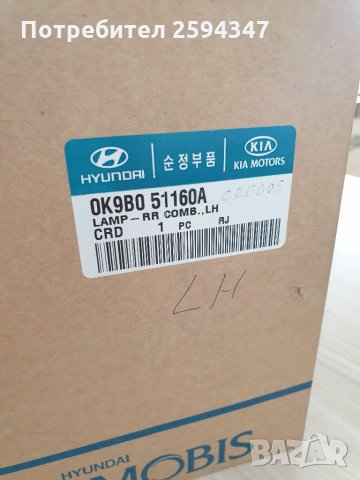 Потребител 2594347
HYUNDAI
순정부품
KIA
KIA MOTORS
0K9B0 51160A
CREDOS
LAMP-RR COMB.,LH
CRD 1 PC RJ
LH
HYUNDAI
MOBIS
BAZAR